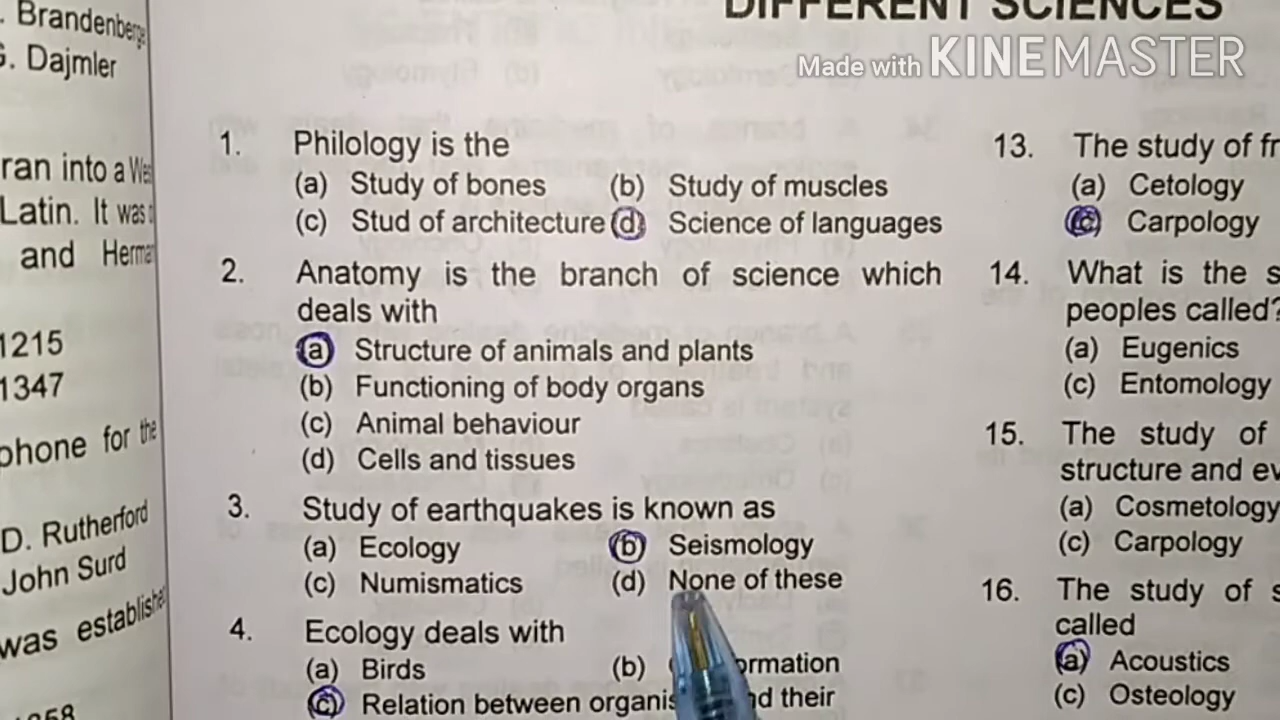 . Brandenberge
G. Dajmler
ran into a Wes
Latin. It was
and Herman
1215
1347
phone for the
D. Rutherford
John Surd
was establishe
DIFFERENT SCIENCES
Made with KINEMASTER
1. Philology is the
(a) Study of bones (b) Study of muscles
(c) Stud of architecture (d) Science of languages
2. Anatomy is the branch of science which
deals with
(a) Structure of animals and plants
(b) Functioning of body organs
(c) Animal behaviour
(d) Cells and tissues
3. Study of earthquakes is known as
(a) Ecology (b) Seismology
(c) Numismatics (d) None of these
4. Ecology deals with
(a) Birds (b) ormation
(c) Relation between organis nd their
13. The study of fr
(a) Cetology
(c) Carpology
14. What is the s
peoples called?
(a) Eugenics
(c) Entomology
15. The study of
structure and ev
(a) Cosmetology
(c) Carpology
16. The study of s
called
(a) Acoustics
(c) Osteology